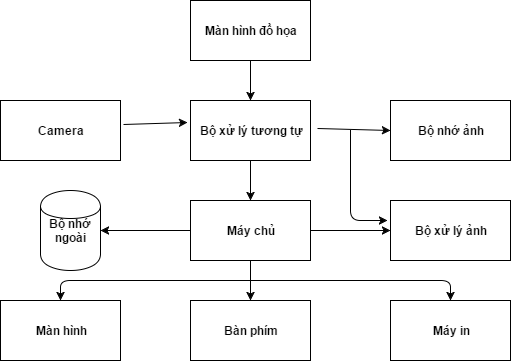 Màn hình đồ họa
Camera
Bộ xử lý tương tự
Bộ nhớ ảnh
Bộ nhớ
ngoài
Máy chủ
Bộ xử lý ảnh
Màn hình
Bàn phím
Máy in